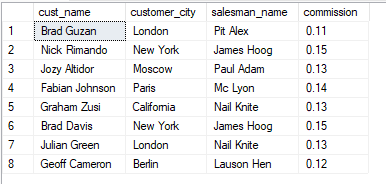 cust_name customer_city salesman_name commission
1 Brad Guzan London Pit Alex 0.11
2 Nick Rimando New York James Hoog 0.15
3 Jozy Altidor Moscow Paul Adam 0.13
4 Fabian Johnson Paris Mc Lyon 0.14
5 Graham Zusi California Nail Knite 0.13
6 Brad Davis New York James Hoog 0.15
7 Julian Green London Nail Knite 0.13
8 Geoff Cameron Berlin Lauson Hen 0.12